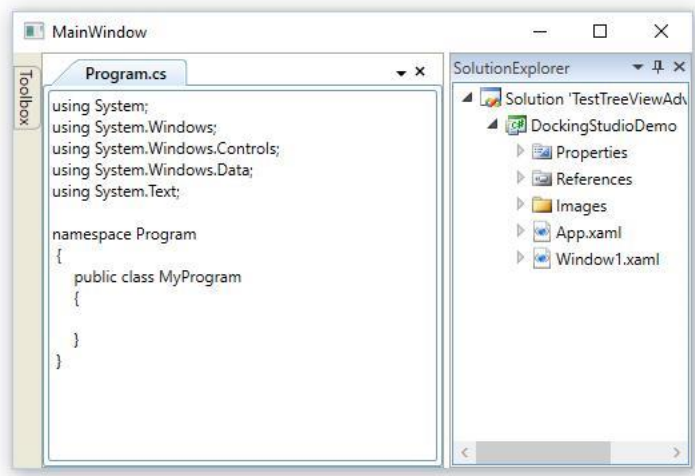 MainWindow
Toolbox
Program.cs
using System;
using System.Windows;
using System.Windows.Controls;
using System.Windows.Data;
using System.Text;
namespace Program
{
public class MyProgram
{
}
}
SolutionExplorer
Solution 'TestTreeViewAdv
C#
DockingStudioDemo
Properties
References
Images
App.xaml
Window1.xaml